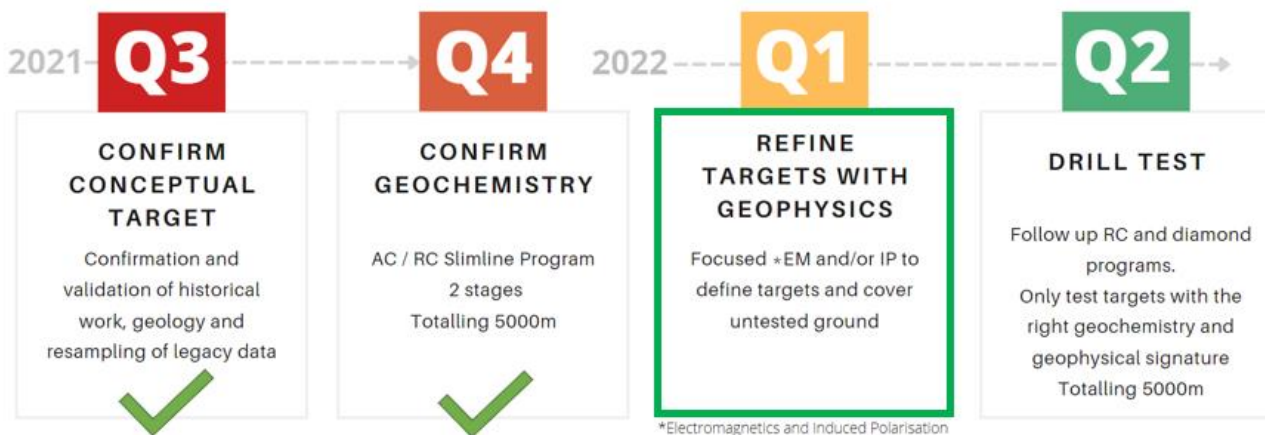 2021
Q3
Q4
2022
Q1
Q2
CONFIRM
CONCEPTUAL
TARGET
Confirmation and
validation of historical
work, geology and
resampling of legacy data
CONFIRM
GEOCHEMISTRY
AC / RC Slimline Program
2 stages
Totalling 5000m
REFINE
TARGETS WITH
GEOPHYSICS
Focused *EM and/or IP to
define targets and cover
untested ground
*Electromagnetics and Induced Polarisation
DRILL TEST
Follow up RC and diamond
programs.
Only test targets with the
right geochemistry and
geophysical signature
Totalling 5000m